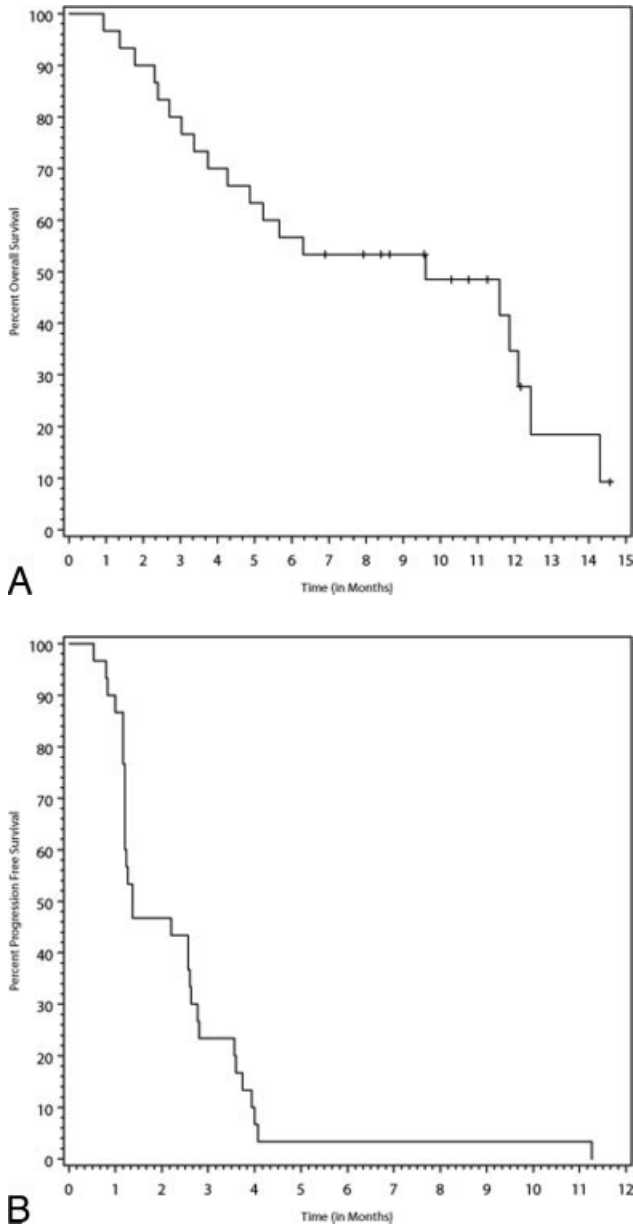 100
90
80
70
60
50
40
30
20
10
0
Percent Overall Survival
0 1 2 3 4 5 6 7 8 9 10 11 12 13 14 15
Time (in Months)
A
100
90
80
70
60
50
40
30
20
10
0
Percent Progression Free Survival
0 1 2 3 4 5 6 7 8 9 10 11 12
Time (in Months)
B